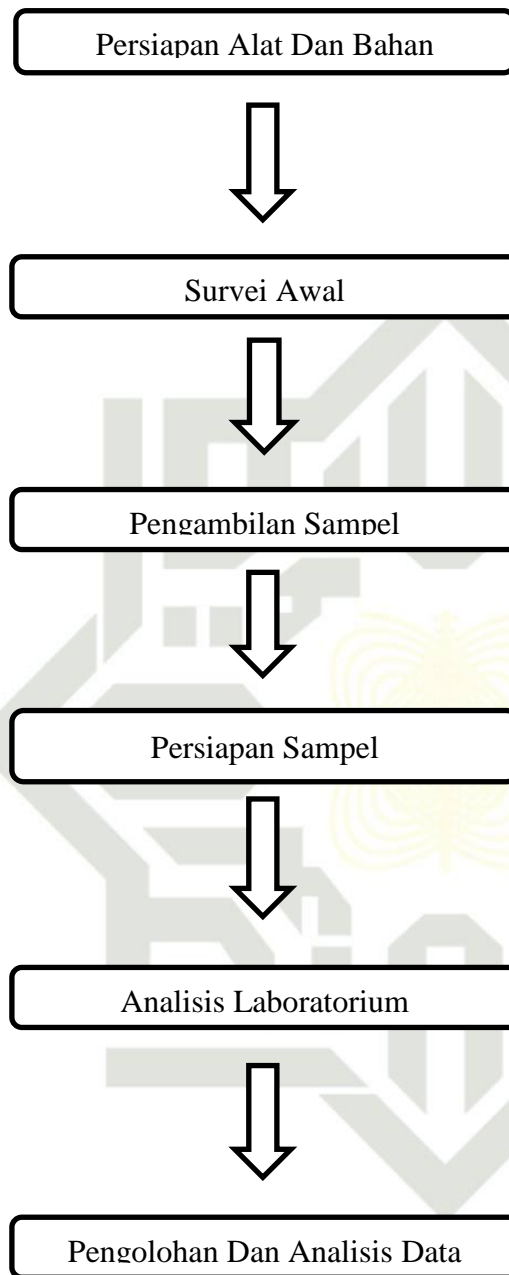 Persiapan Alat Dan Bahan
Survei Awal
Pengambilan Sampel
Persiapan Sampel
Analisis Laboratorium
Pengolohan Dan Analisis Data